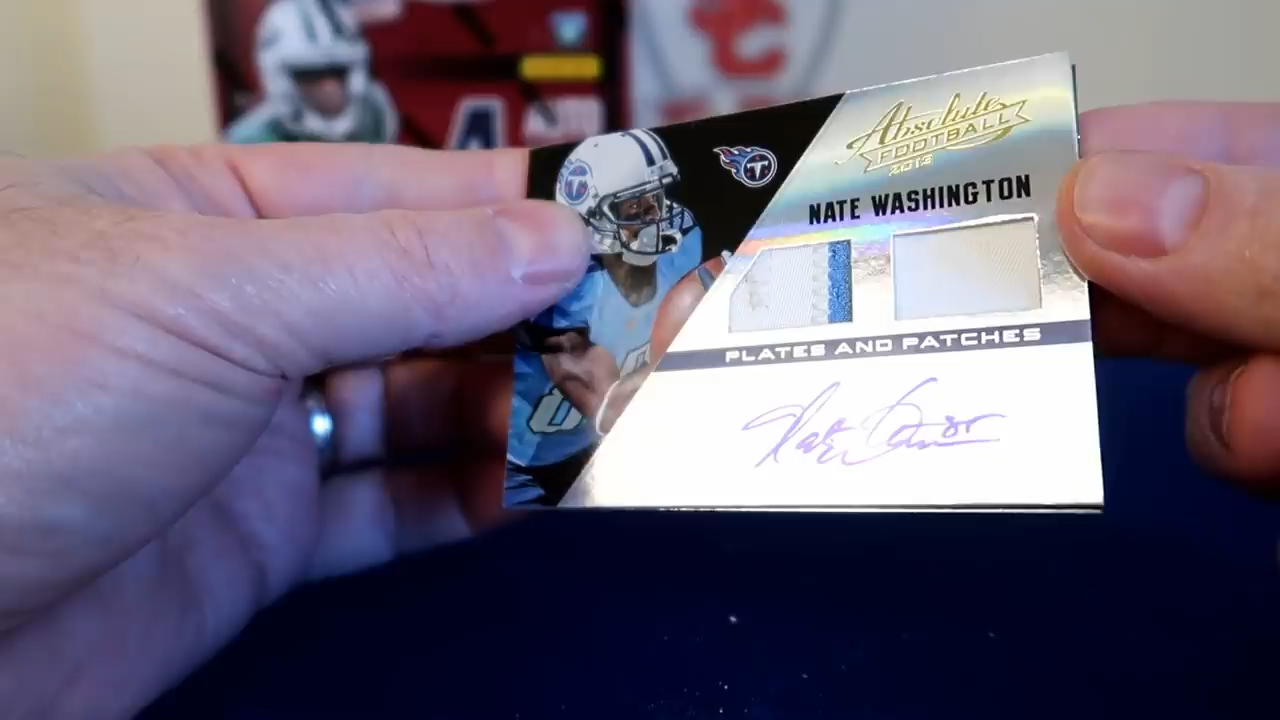 Absolute
FOOTBALL
2013
NATE WASHINGTON
PLATES AND PATCHES